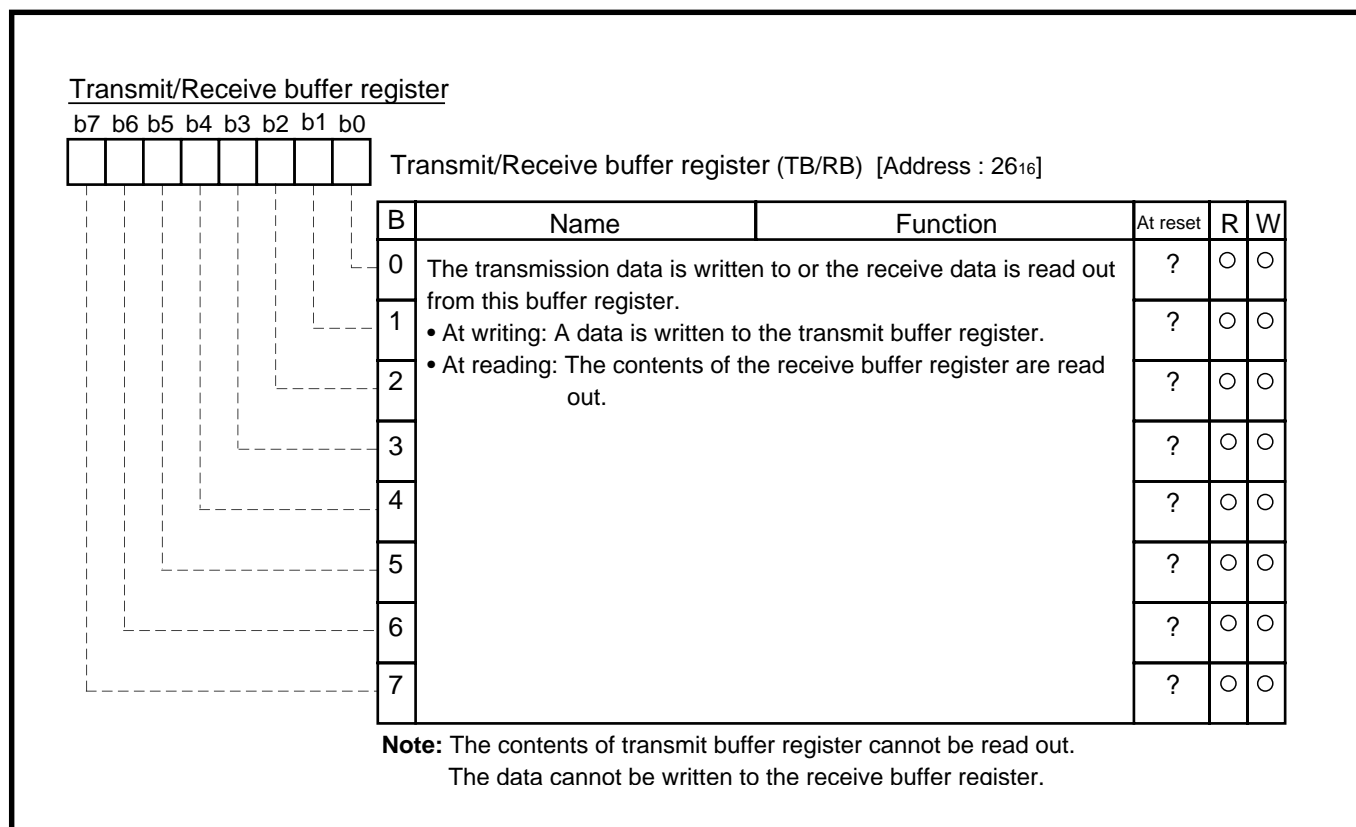 Transmit/Receive buffer register
b7 b6 b5 b4 b3 b2 b1 b0
Transmit/Receive buffer register (TB/RB) [Address : 2616]
B Name Function At reset R W
0 The transmission data is written to or the receive data is read out ? ○ ○
from this buffer register.
1 • At writing: A data is written to the transmit buffer register. ? ○ ○
2 • At reading: The contents of the receive buffer register are read ? ○ ○
out.
3 ? ○ ○
4 ? ○ ○
5 ? ○ ○
6 ? ○ ○
7 ? ○ ○
Note: The contents of transmit buffer register cannot be read out.
The data cannot be written to the receive buffer register.